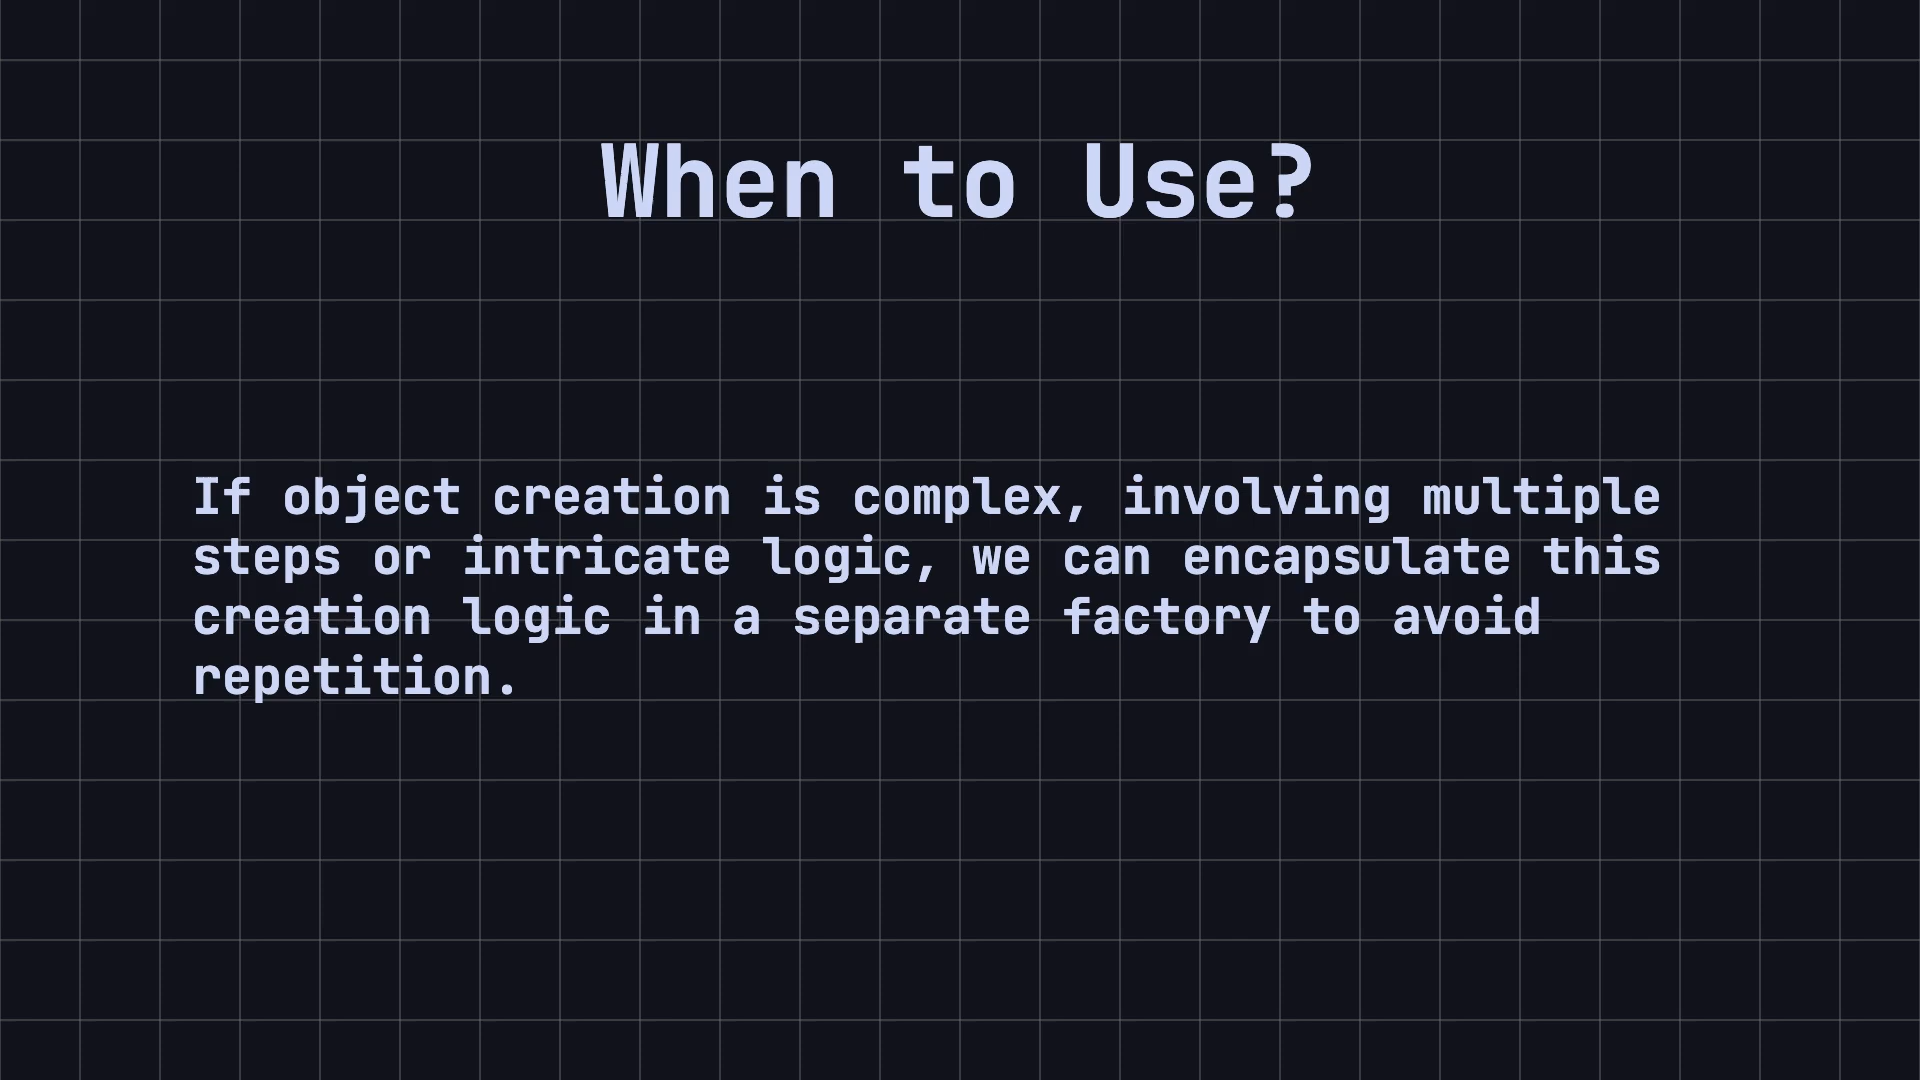 When to Use?
If object creation is complex, involving multiple
steps or intricate logic, we can encapsulate this
creation logic in a separate factory to avoid
repetition.